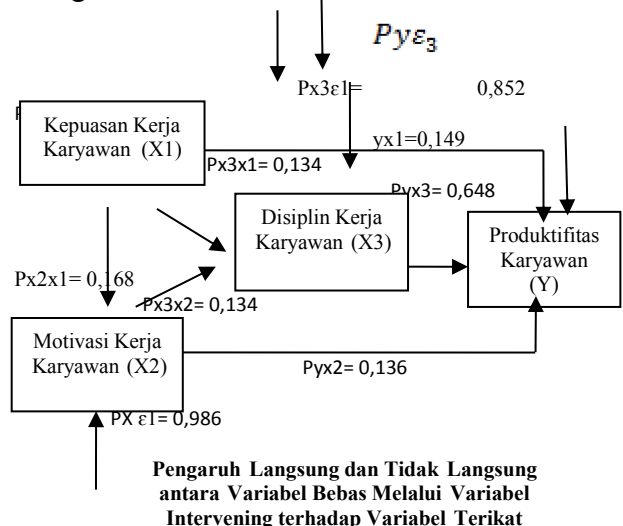 Pyε₃
Px3ε1= 0,852
Kepuasan Kerja
Karyawan (X1)
yx1=0,149
Px3x1= 0,134
Pyx3= 0,648
Disiplin Kerja
Karyawan (X3)
Produktifitas
Karyawan
(Y)
Px2x1= 0,168
Px3x2= 0,134
Motivasi Kerja
Karyawan (X2)
Pyx2= 0,136
PX ε1= 0,986
Pengaruh Langsung dan Tidak Langsung
antara Variabel Bebas Melalui Variabel
Intervening terhadap Variabel Terikat